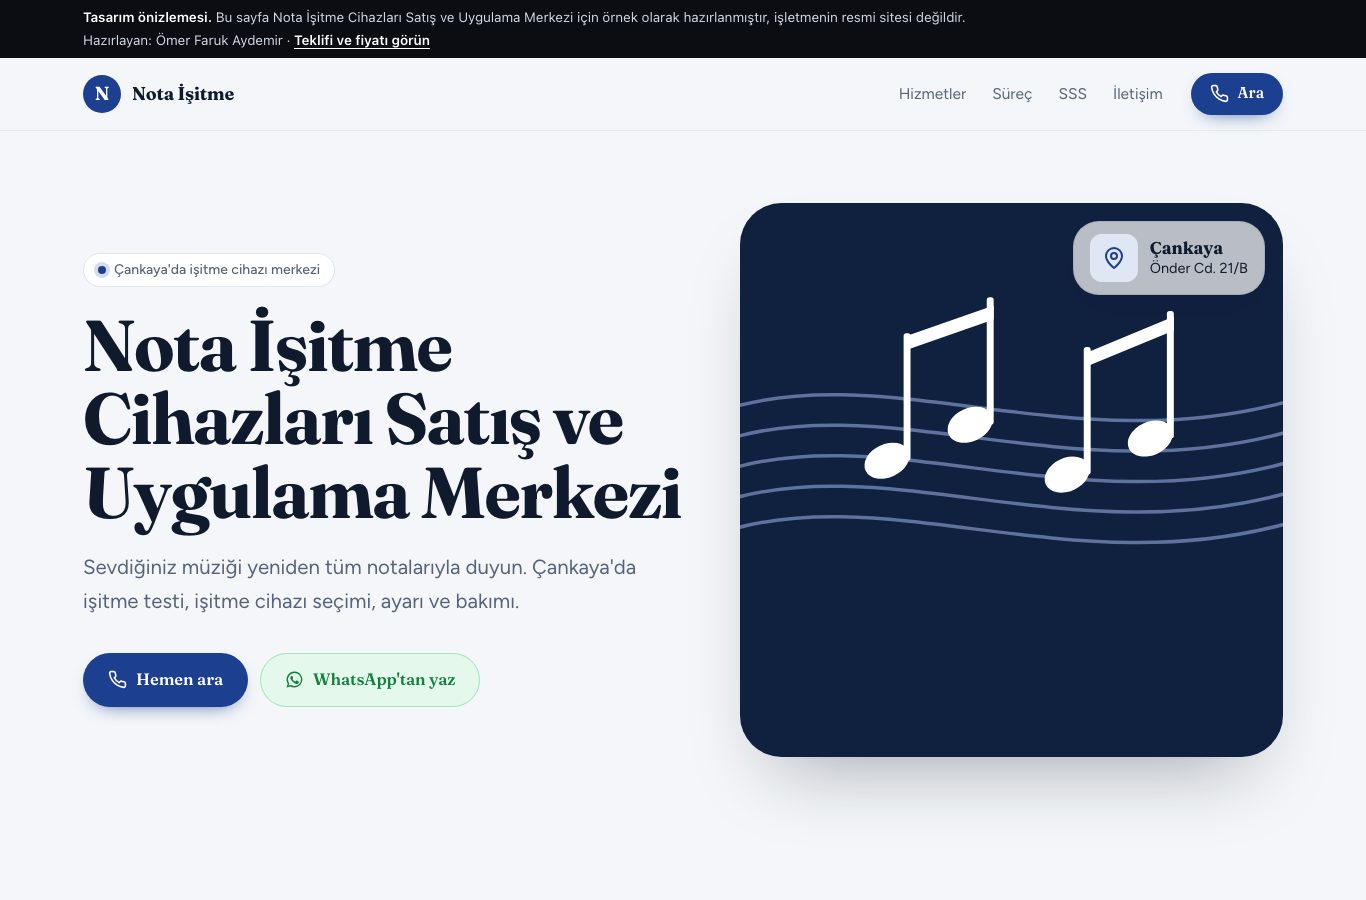 Tasarım önizlemesi. Bu sayfa Nota İşitme Cihazları Satış ve Uygulama Merkezi için örnek olarak hazırlanmıştır, işletmenin resmi sitesi değildir.
Hazırlayan: Ömer Faruk Aydemir · Teklifi ve fiyatı görün
N Nota İşitme
Hizmetler Süreç SSS İletişim Ara
Çankaya'da işitme cihazı merkezi
Nota İşitme
Cihazları Satış ve
Uygulama Merkezi
Sevdiğiniz müziği yeniden tüm notalarıyla duyun. Çankaya'da
işitme testi, işitme cihazı seçimi, ayarı ve bakımı.
Hemen ara
WhatsApp'tan yaz
Çankaya
Önder Cd. 21/B